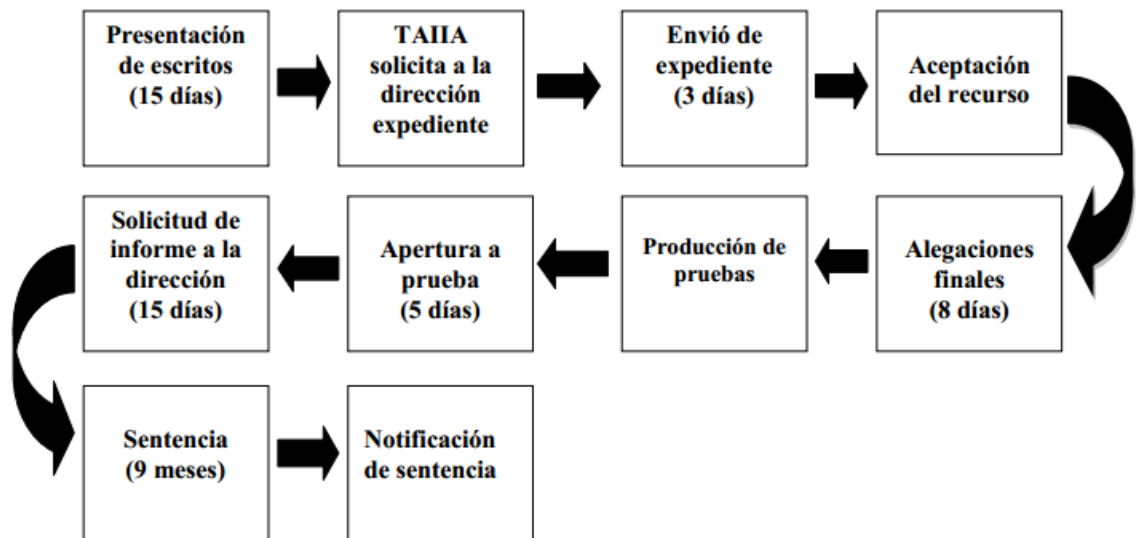 Presentación
de escritos
(15 días)
TAIIA
solicita a la
dirección
expediente
Envió de
expediente
(3 días)
Aceptación
del recurso
Alegaciones
finales
(8 días)
Producción de
pruebas
Apertura a
prueba
(5 días)
Solicitud de
informe a la
dirección
(15 días)
Sentencia
(9 meses)
Notificación
de sentencia